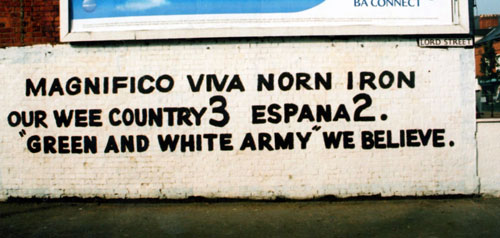 BA CONNECT
LORD STREET
MAGNIFICO VIVA NORN IRON
OUR WEE COUNTRY 3 ESPANA 2.
"GREEN AND WHITE ARMY" WE BELIEVE.